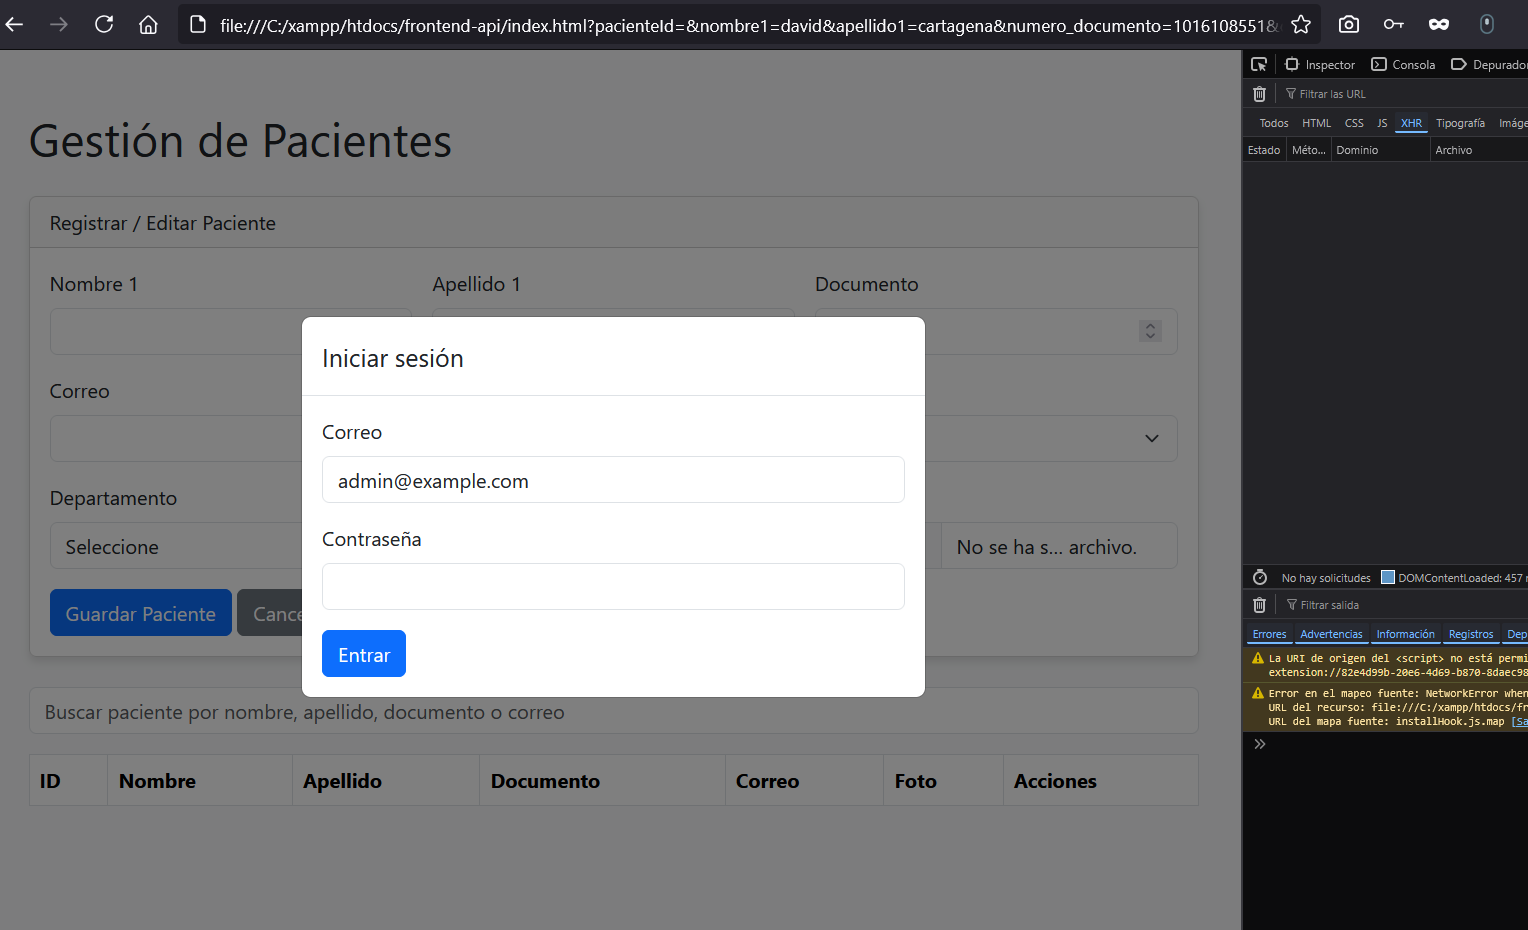 file:///C:/xampp/htdocs/frontend-api/index.html?pacienteId=&nombre1=david&apellido1=cartagena&numero_documento=1016108551&
Inspector Consola Depurador
Filtrar las URL
Todos HTML CSS JS XHR Tipografía Imáge
Estado Méto... Dominio Archivo
Gestión de Pacientes
Registrar / Editar Paciente
Nombre 1 Apellido 1 Documento
Iniciar sesión
Correo
Correo
admin@example.com
Departamento
Contraseña
Seleccione
No se ha s... archivo.
Guardar Paciente Cance
Entrar
Buscar paciente por nombre, apellido, documento o correo
ID Nombre Apellido Documento Correo Foto Acciones
No hay solicitudes DOMContentLoaded: 457
Filtrar salida
Errores Advertencias Información Registros Dep
La URI de origen del <script> no está permi
extension://82e4d99b-20e6-4d69-b870-8daec98
Error en el mapeo fuente: NetworkError when
URL del recurso: file:///C:/xampp/htdocs/fr
URL del mapa fuente: installHook.js.map [Sa